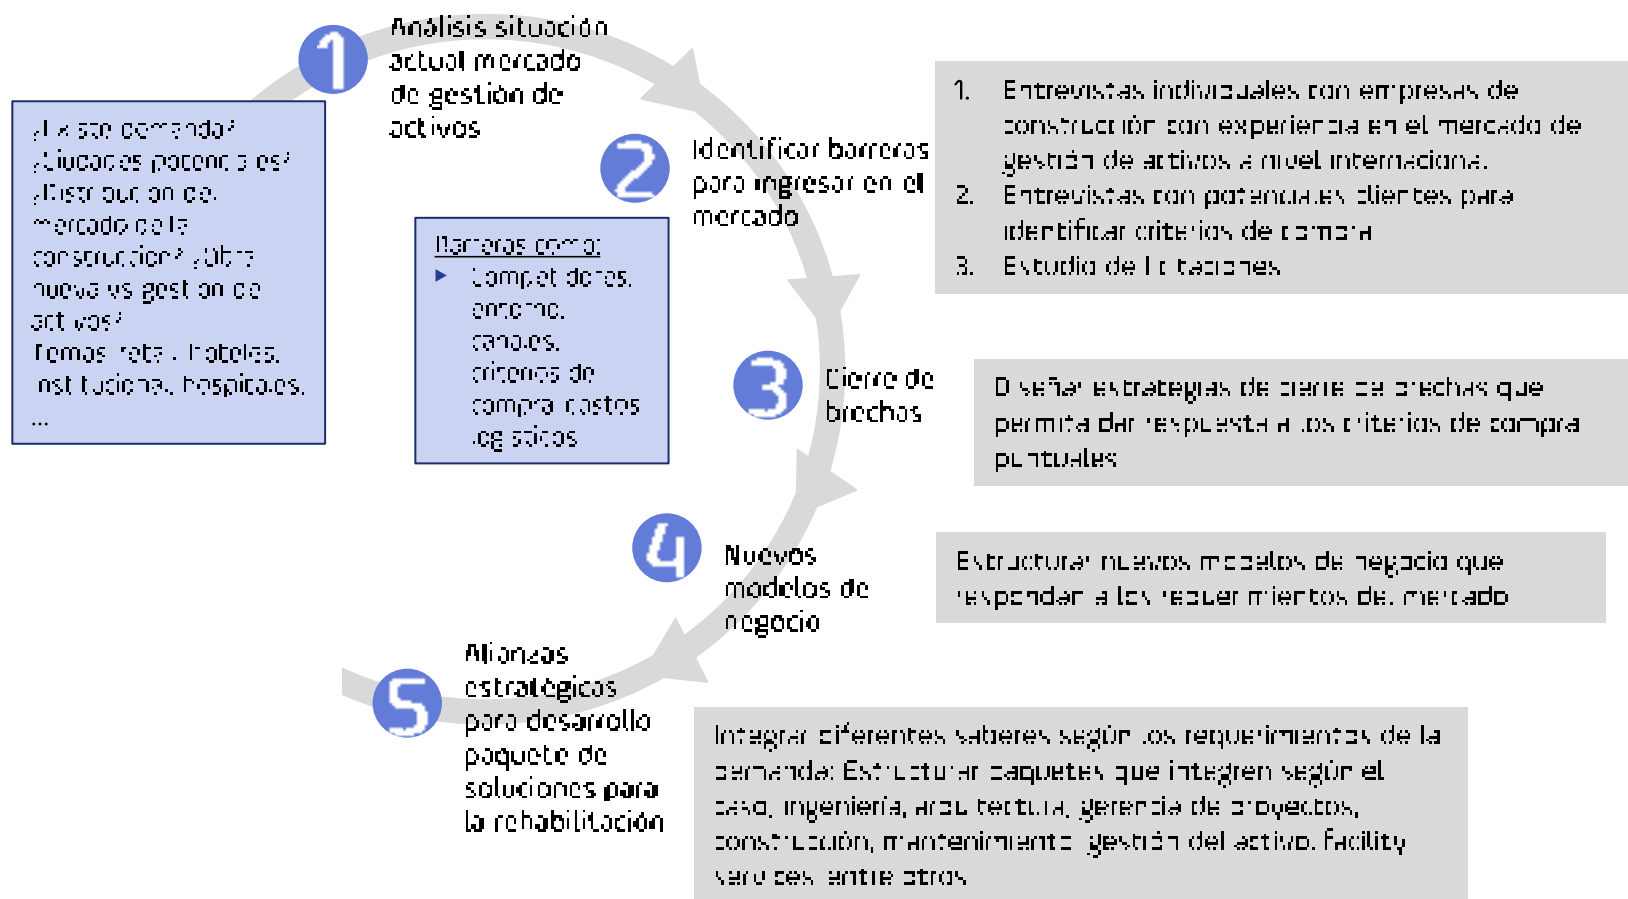 1
Análisis situación
actual mercado
de gestión de
activos
¿Existe demanda?
¿Ciudades potenciales?
¿Distribución del
mercado de la
construcción? ¿Obra
nueva vs gestión de
activos?
Temas: retail, hoteles,
institucional, hospitales,
...
2
Identificar barreras
para ingresar en el
mercado
Barreras como:
► Competidores,
entorno,
canales,
criterios de
compra, costos
logísticos
1. Entrevistas individuales con empresas de
construcción con experiencia en el mercado de
gestión de activos a nivel internacional.
2. Entrevistas con potenciales clientes para
identificar criterios de compra
3. Estudio de licitaciones
3
Cierre de
brechas
Diseñar estrategias de cierre de brechas que
permita dar respuesta a los criterios de compra
puntuales
4
Nuevos
modelos de
negocio
Estructurar nuevos modelos de negocio que
respondan a los requerimientos del mercado
5
Alianzas
estratégicas
para desarrollo
paquete de
soluciones para
la rehabilitación
Integrar diferentes saberes según los requerimientos de la
demanda: Estructurar paquetes que integren según el
caso, ingeniería, arquitectura, gerencia de proyectos,
construcción, mantenimiento, gestión del activo, facility
services, entre otros